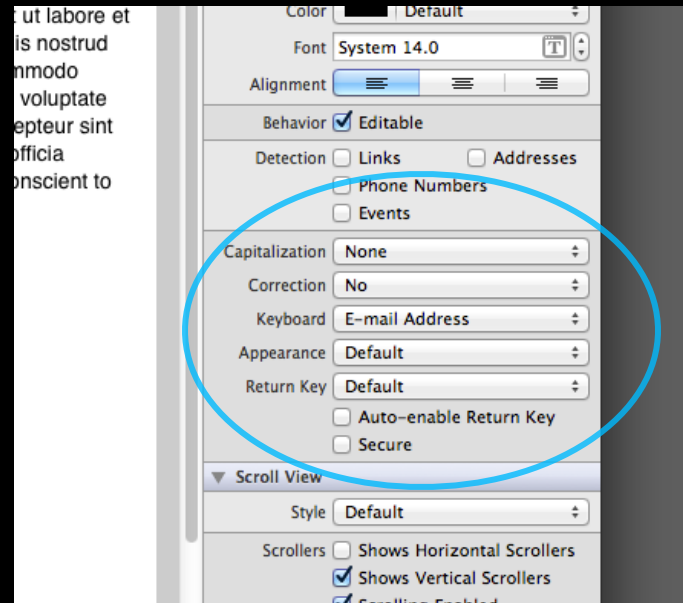 ut labore et
is nostrud
mmodo
voluptate
epteur sint
officia
onscient to
Color Default
Font System 14.0 T
Alignment
Behavior Editable
Detection Links Addresses
Phone Numbers
Events
Capitalization None
Correction No
Keyboard E-mail Address
Appearance Default
Return Key Default
Auto-enable Return Key
Secure
Scroll View
Style Default
Scrollers Shows Horizontal Scrollers
Shows Vertical Scrollers
Scrolling Enabled